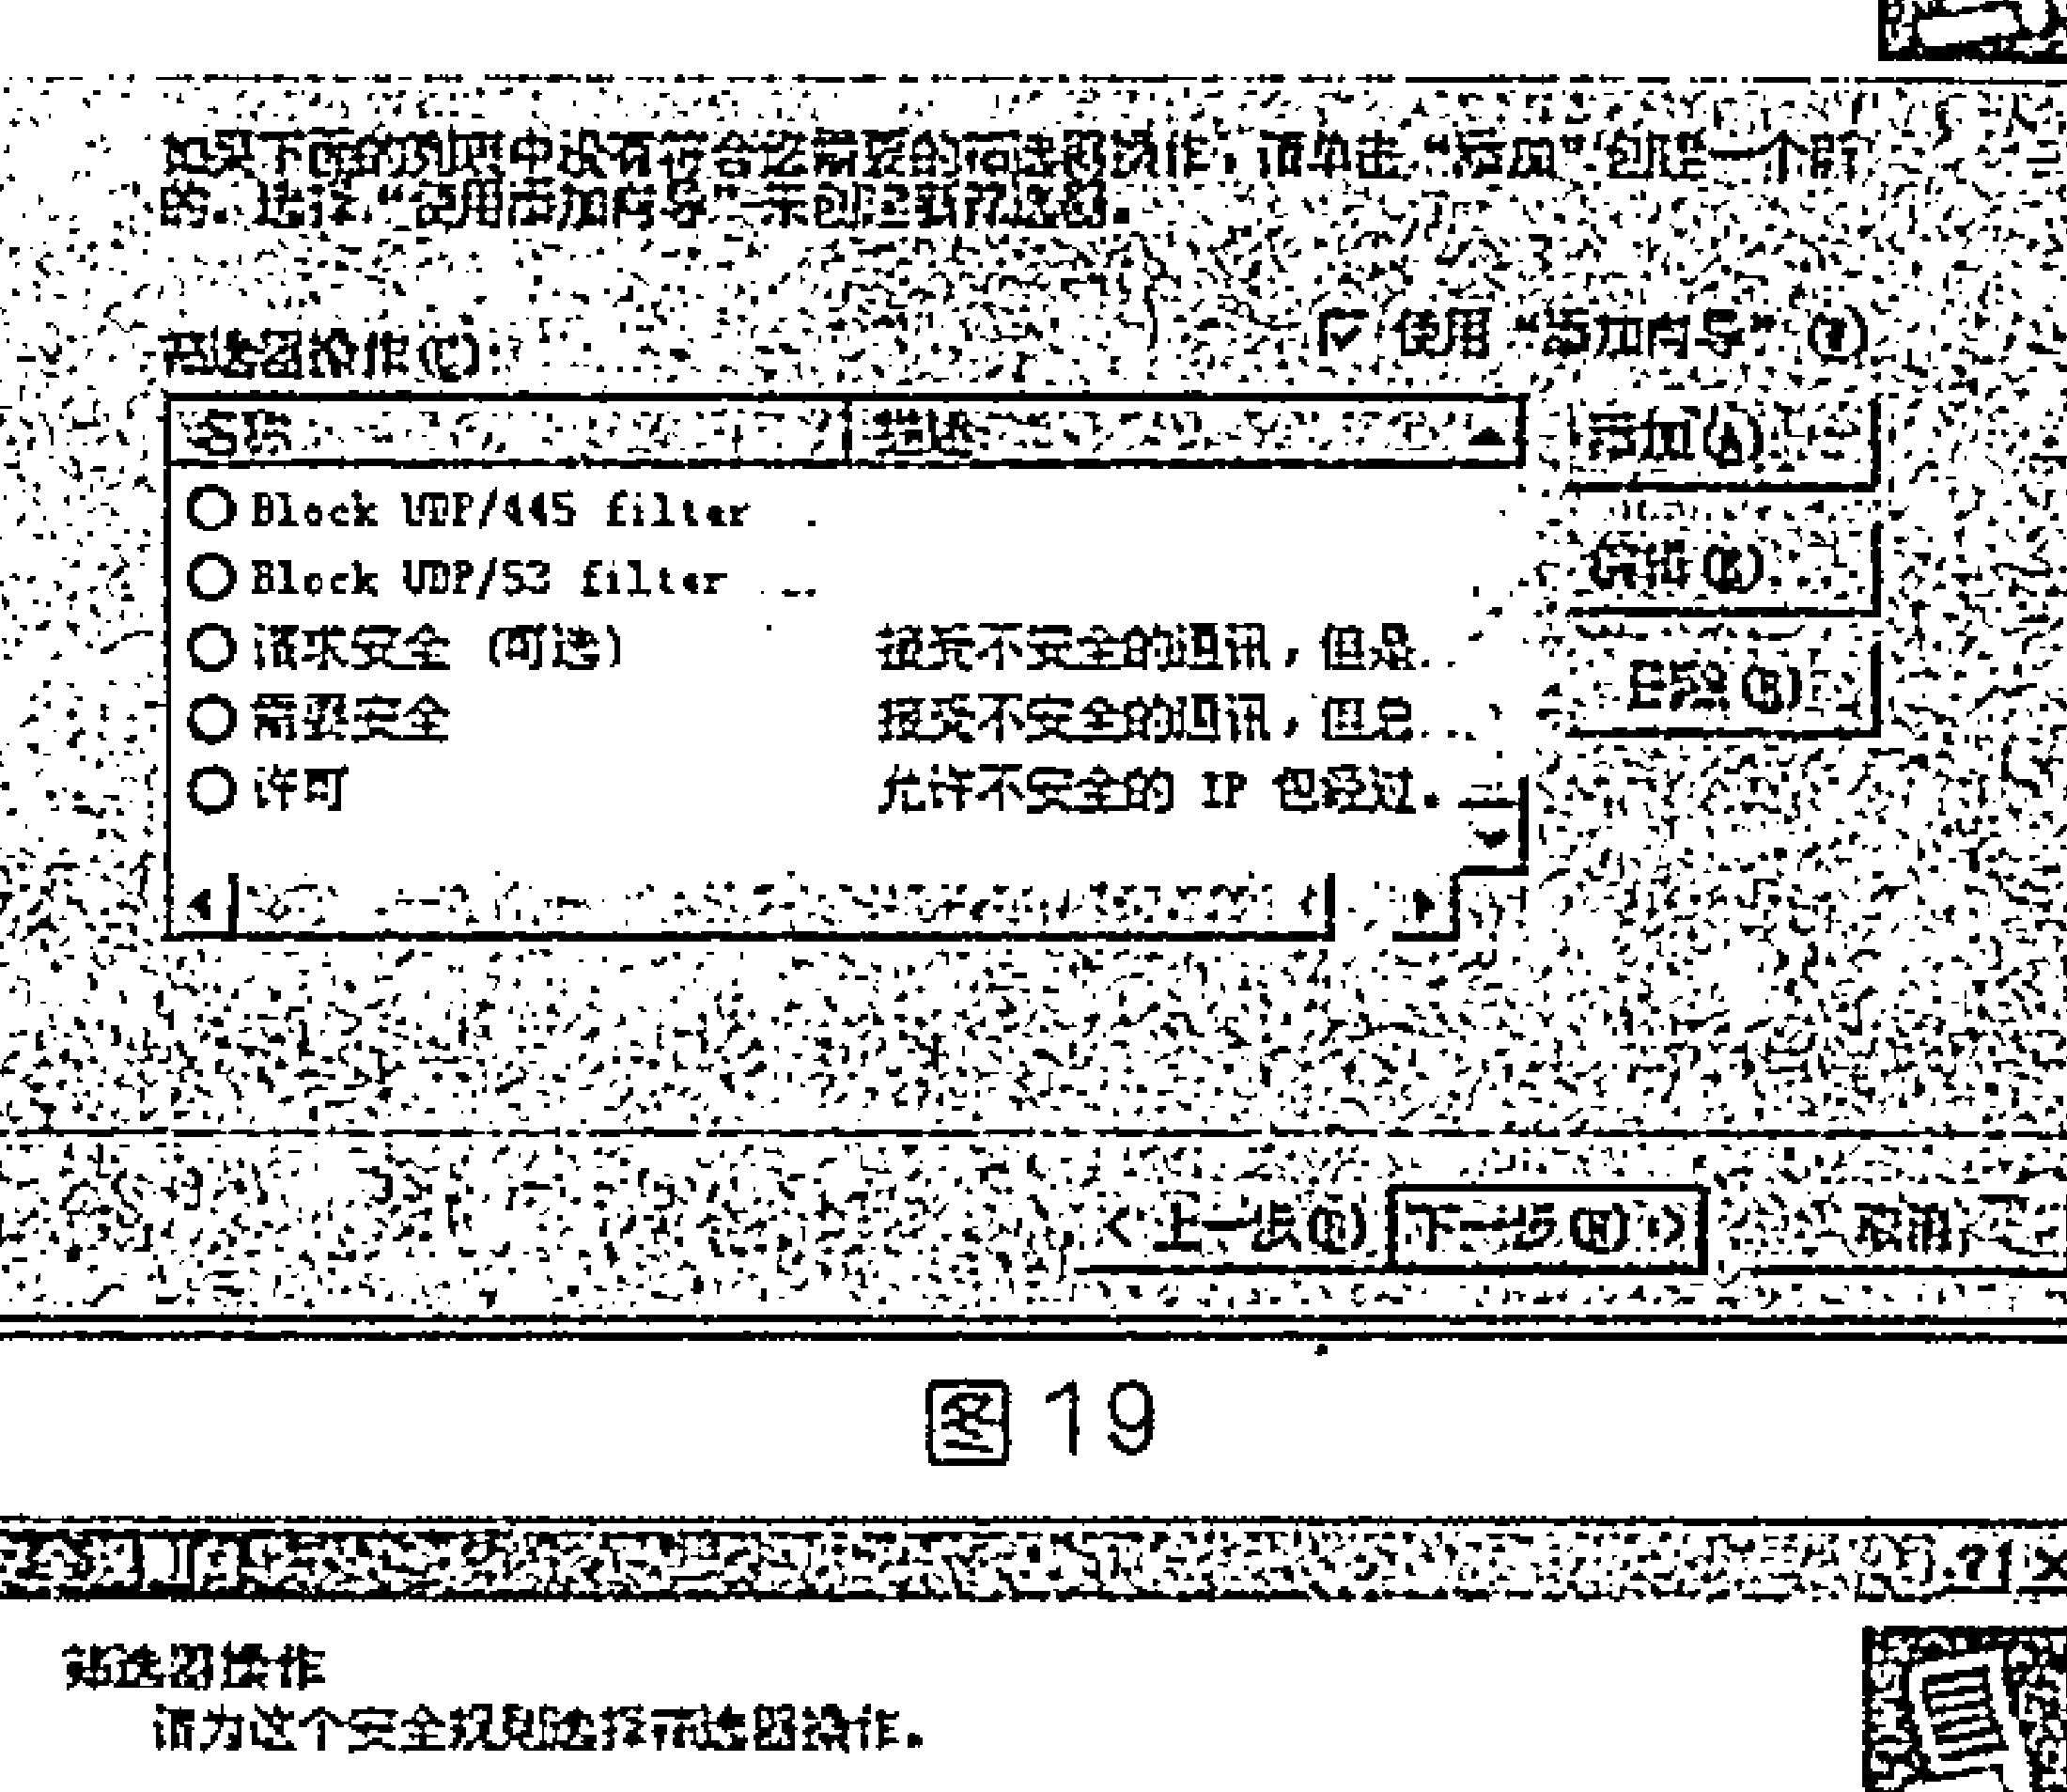 如果下面的列表中没有符合您需要的筛选器操作，请单击“添加”创建一个新
的。选择“使用添加向导”来创建新筛选器。
筛选器操作(C):
使用“添加向导”(W)
名称 描述 添加(A)
Block UDP/445 filter
Block UDP/53 filter 编辑(E)
请求安全 (可选) 接受不安全的通讯，但是...
需要安全 接受不安全的通讯，但总...
许可 允许不安全的 IP 包经过。
< 上一步(B) 下一步(N) > 取消
图 19
筛选器操作
请为这个安全规则选择筛选器操作。